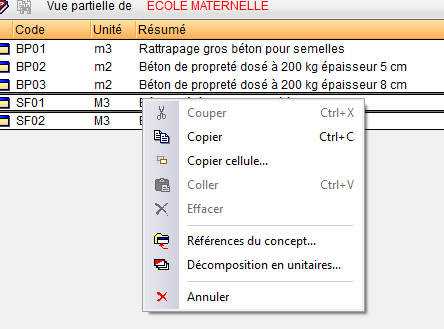 Vue partielle de ECOLE MATERNELLE
Code Unité Résumé
BP01 m3 Rattrapage gros béton pour semelles
BP02 m2 Béton de propreté dosé à 200 kg épaisseur 5 cm
BP03 m2 Béton de propreté dosé à 200 kg épaisseur 8 cm
SF01 M3
SF02 M3
Couper Ctrl+X
Copier Ctrl+C
Copier cellule...
Coller Ctrl+V
Effacer
Références du concept...
Décomposition en unitaires...
Annuler